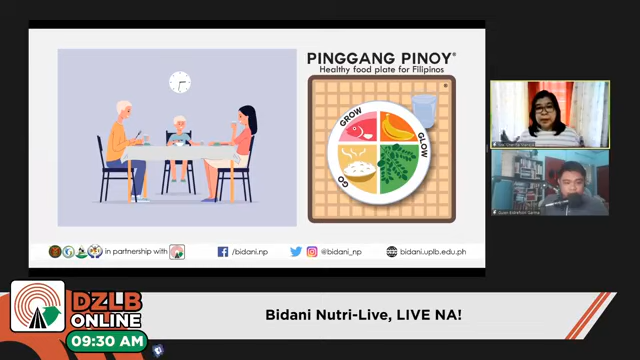 PINGGANG PINOY®
Healthy food plate for Filipinos
GROW
GLOW
GO
in partnership with
/bidani.np
@bidani_np
bidani.uplb.edu.ph
DZLB
ONLINE
09:30 AM
Bidani Nutri-Live, LIVE NA!